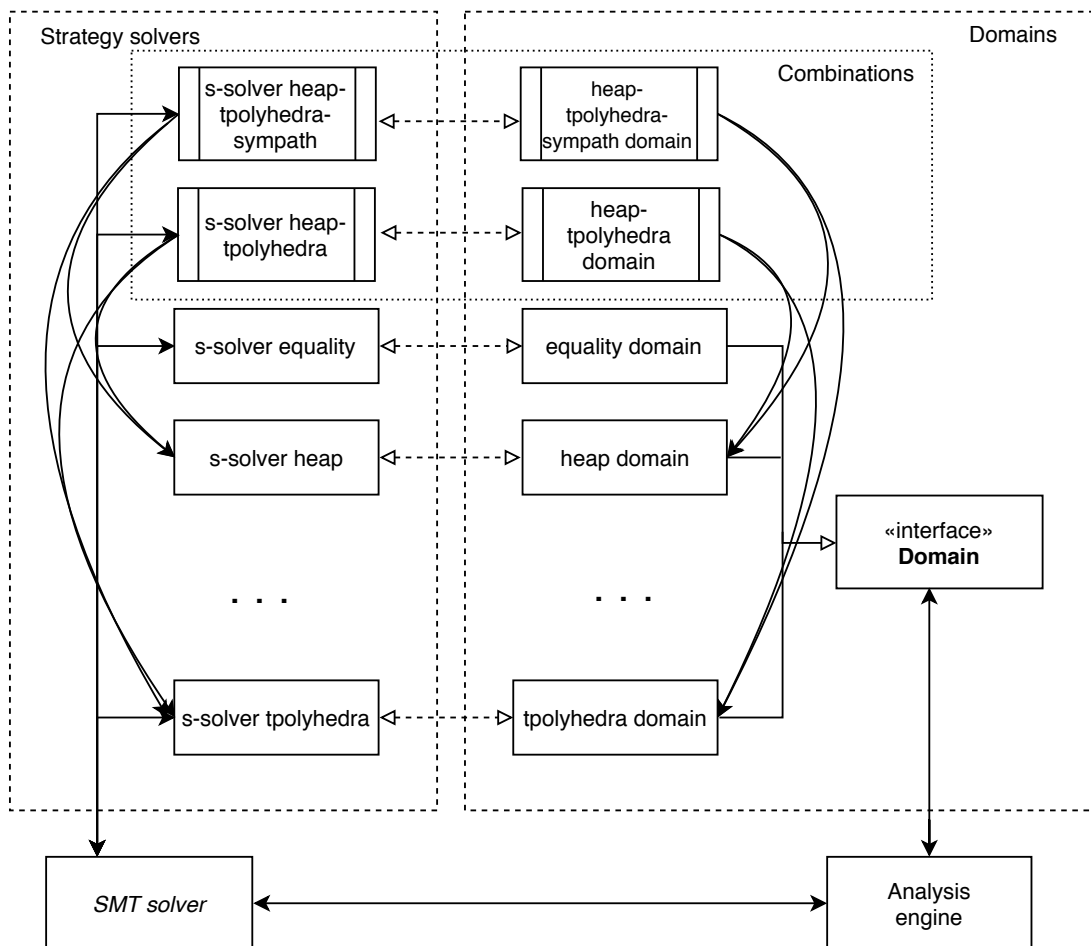 Strategy solvers
Domains
Combinations
s-solver heap-
tpolyhedra-
sympath
heap-
tpolyhedra-
sympath domain
s-solver heap-
tpolyhedra
heap-
tpolyhedra
domain
s-solver equality
equality domain
s-solver heap
heap domain
«interface»
Domain
. . .
. . .
s-solver tpolyhedra
tpolyhedra domain
SMT solver
Analysis
engine